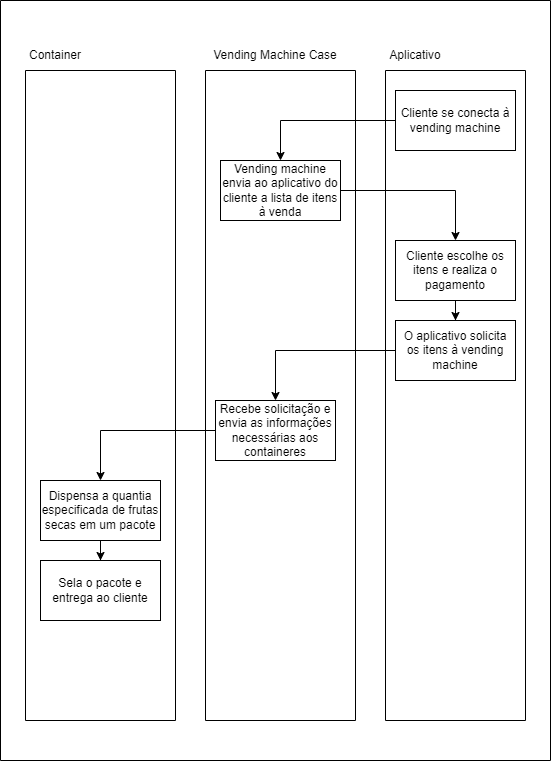 Container
Vending Machine Case
Aplicativo
Cliente se conecta à
vending machine
Vending machine
envia ao aplicativo do
cliente a lista de itens
à venda
Cliente escolhe os
itens e realiza o
pagamento
O aplicativo solicita
os itens à vending
machine
Recebe solicitação e
envia as informações
necessárias aos
containeres
Dispensa a quantia
especificada de frutas
secas em um pacote
Sela o pacote e
entrega ao cliente